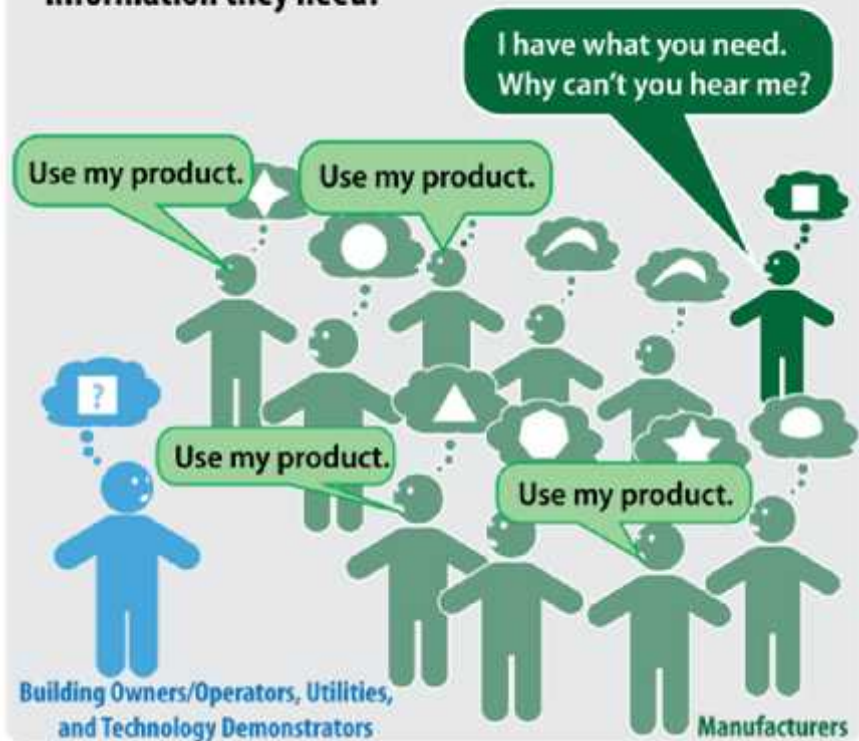 information they need?
I have what you need.
Why can't you hear me?
Use my product.
Use my product.
?
Use my product.
Use my product.
Building Owners/Operators, Utilities,
and Technology Demonstrators
Manufacturers